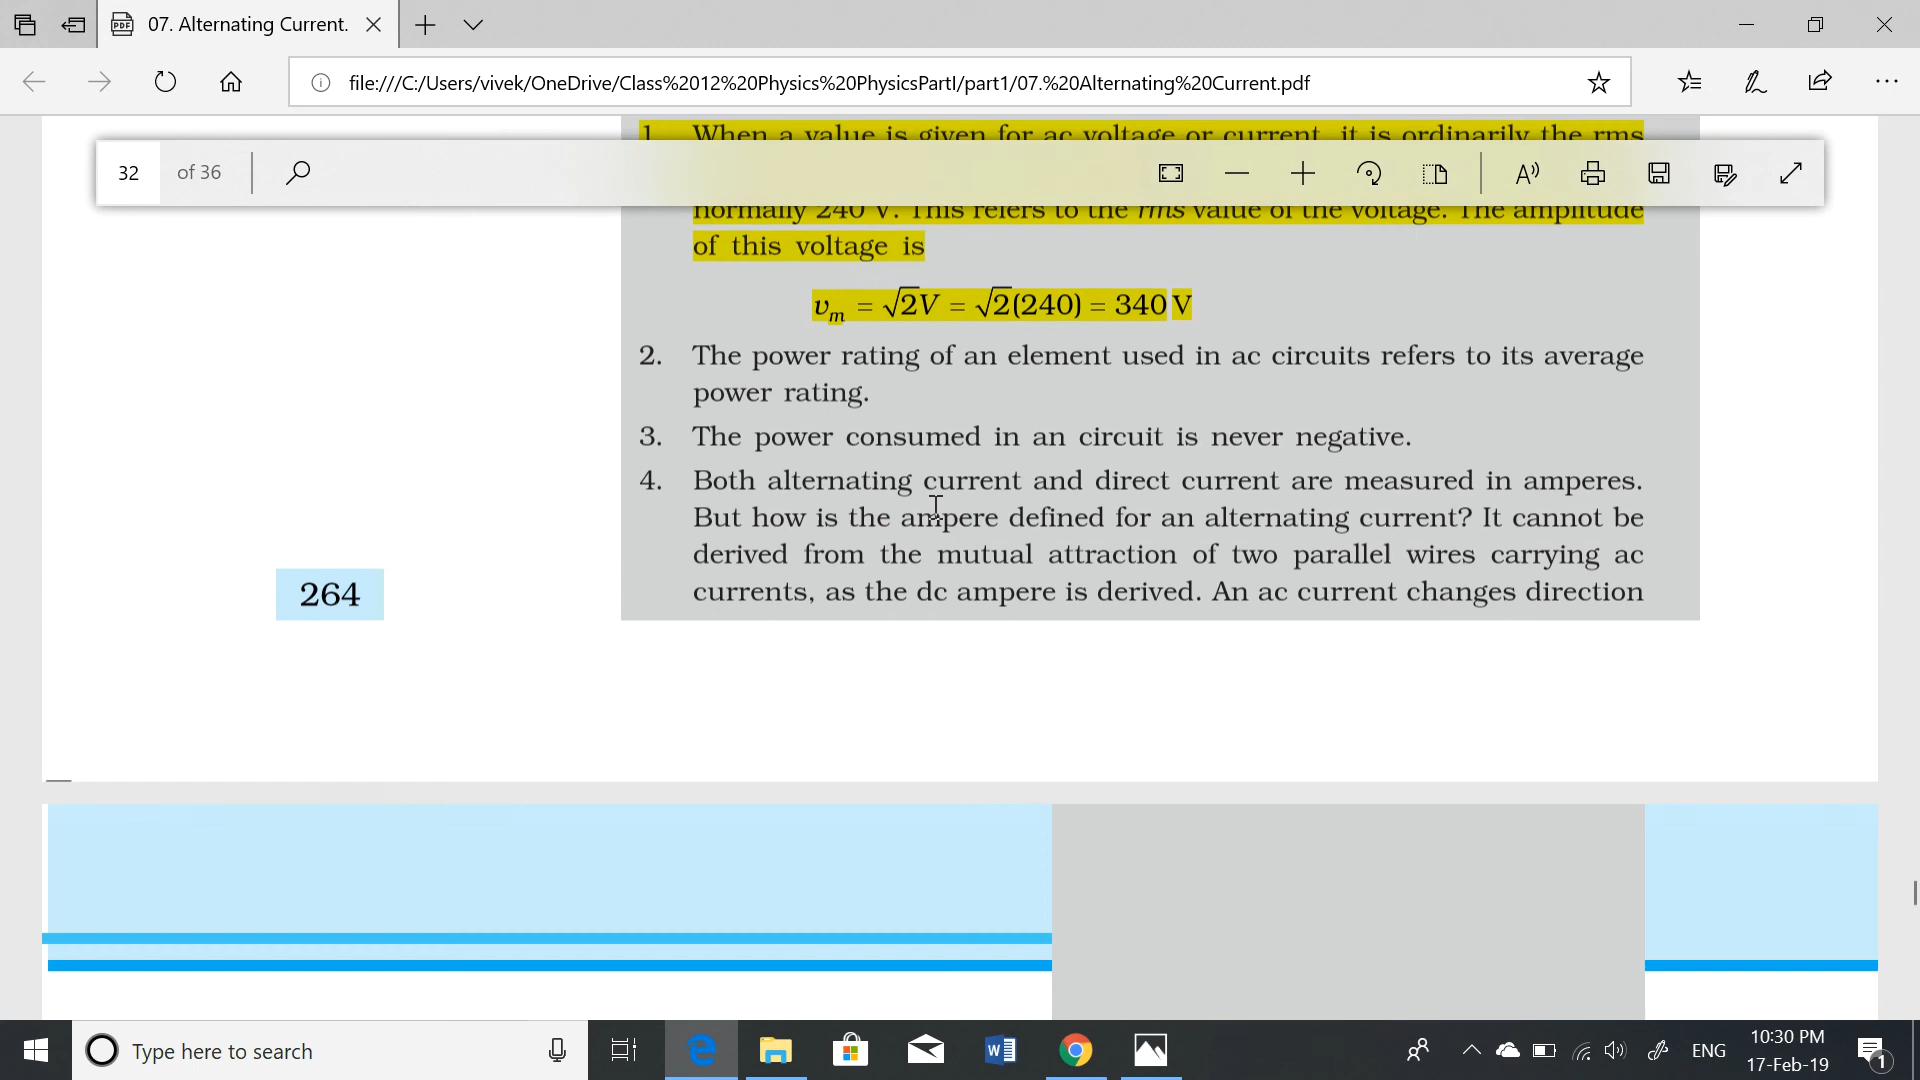 07. Alternating Current.
file:///C:/Users/vivek/OneDrive/Class%2012%20Physics%20PhysicsPartI/part1/07.%20Alternating%20Current.pdf
1. When a value is given for ac voltage or current, it is ordinarily the rms
32 of 36
normally 240 V. This refers to the rms value of the voltage. The amplitude
of this voltage is
vₘ = √2V = √2(240) = 340 V
2. The power rating of an element used in ac circuits refers to its average
power rating.
3. The power consumed in an circuit is never negative.
4. Both alternating current and direct current are measured in amperes.
But how is the ampere defined for an alternating current? It cannot be
derived from the mutual attraction of two parallel wires carrying ac
currents, as the dc ampere is derived. An ac current changes direction
264
Type here to search
ENG
10:30 PM
17-Feb-19
1